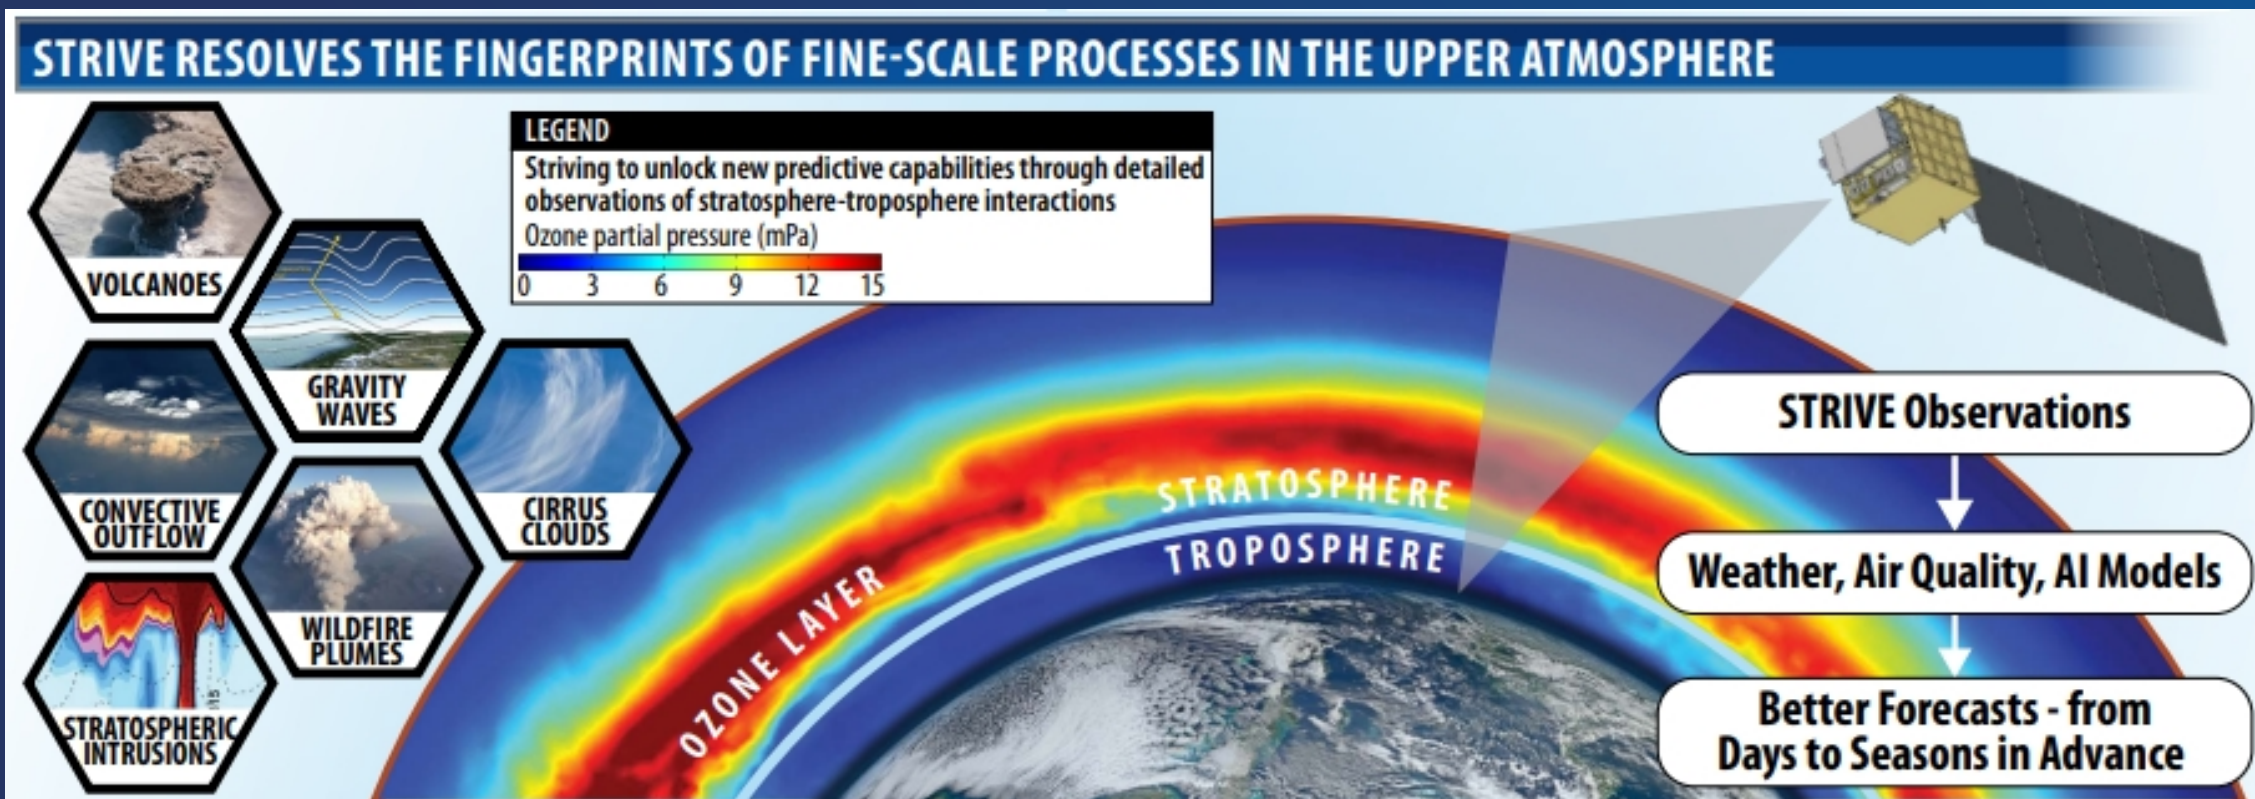 STRIVE RESOLVES THE FINGERPRINTS OF FINE-SCALE PROCESSES IN THE UPPER ATMOSPHERE
VOLCANOES
GRAVITY
WAVES
CONVECTIVE
OUTFLOW
CIRRUS
CLOUDS
WILDFIRE
PLUMES
STRATOSPHERIC
INTRUSIONS
LEGEND
Striving to unlock new predictive capabilities through detailed
observations of stratosphere-troposphere interactions
Ozone partial pressure (mPa)
0 3 6 9 12 15
STRATOSPHERE
TROPOSPHERE
OZONE LAYER
STRIVE Observations
Weather, Air Quality, AI Models
Better Forecasts - from
Days to Seasons in Advance